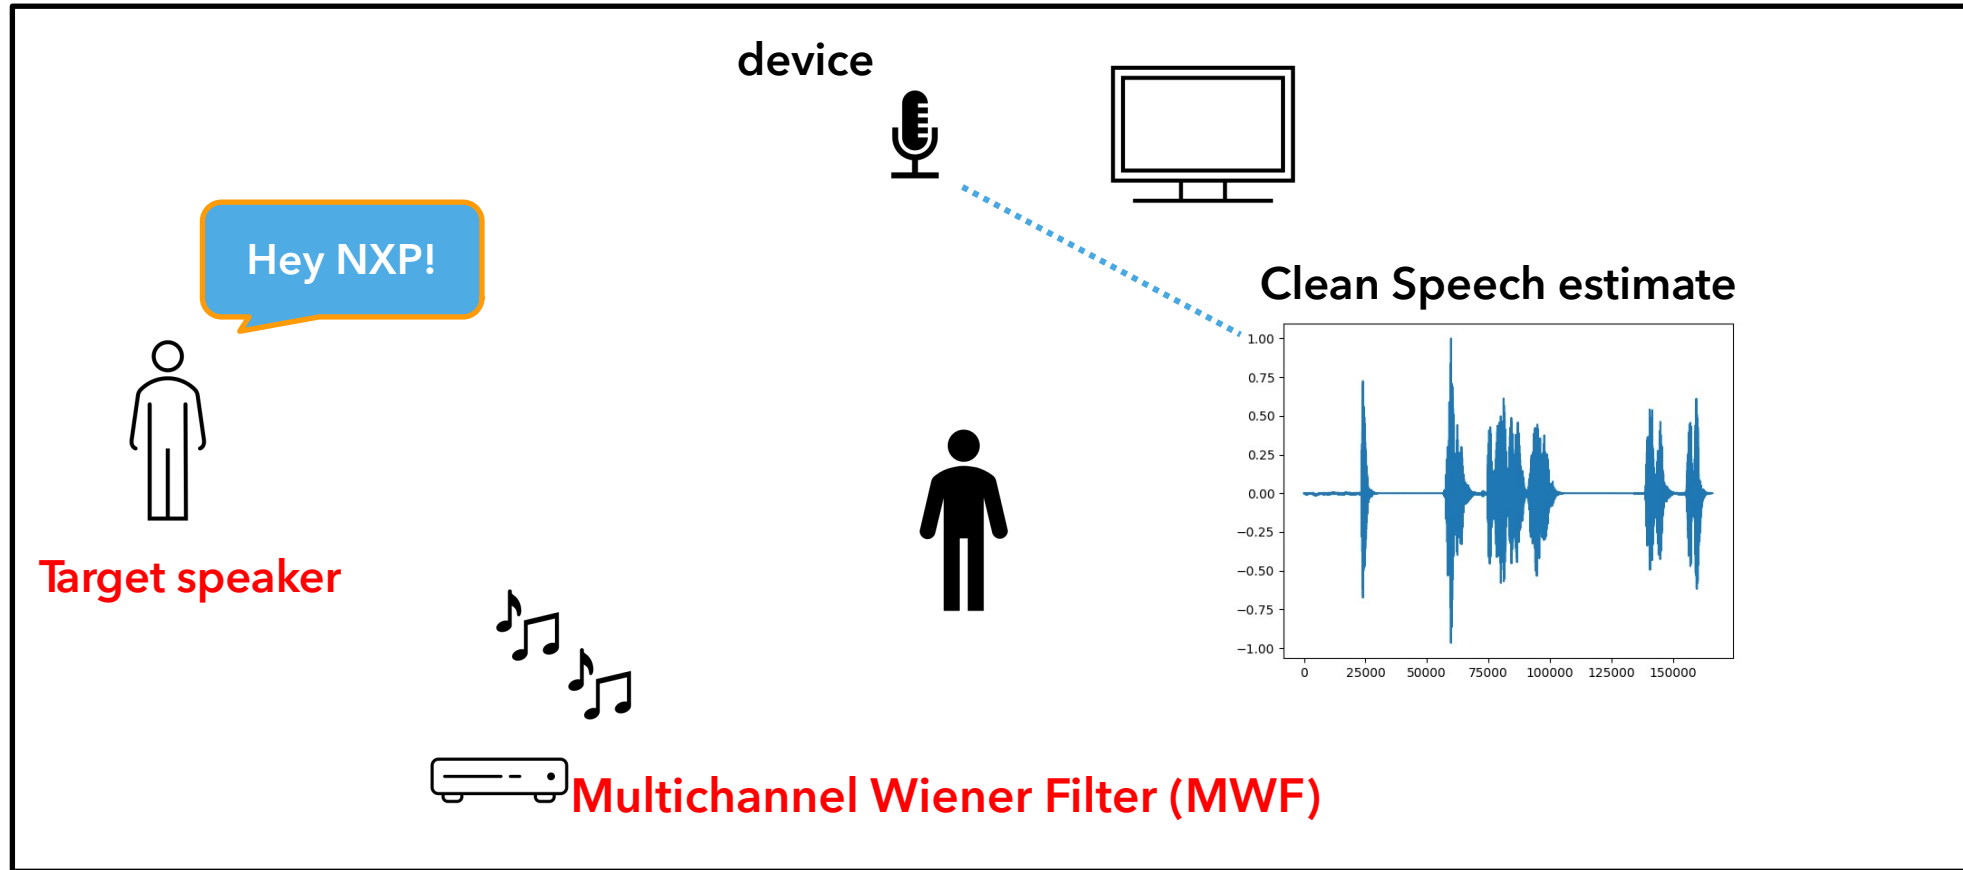 device
Hey NXP!
Clean Speech estimate
1.00
0.75
0.50
0.25
0.00
−0.25
−0.50
−0.75
−1.00
0 25000 50000 75000 100000 125000 150000
Target speaker
Multichannel Wiener Filter (MWF)